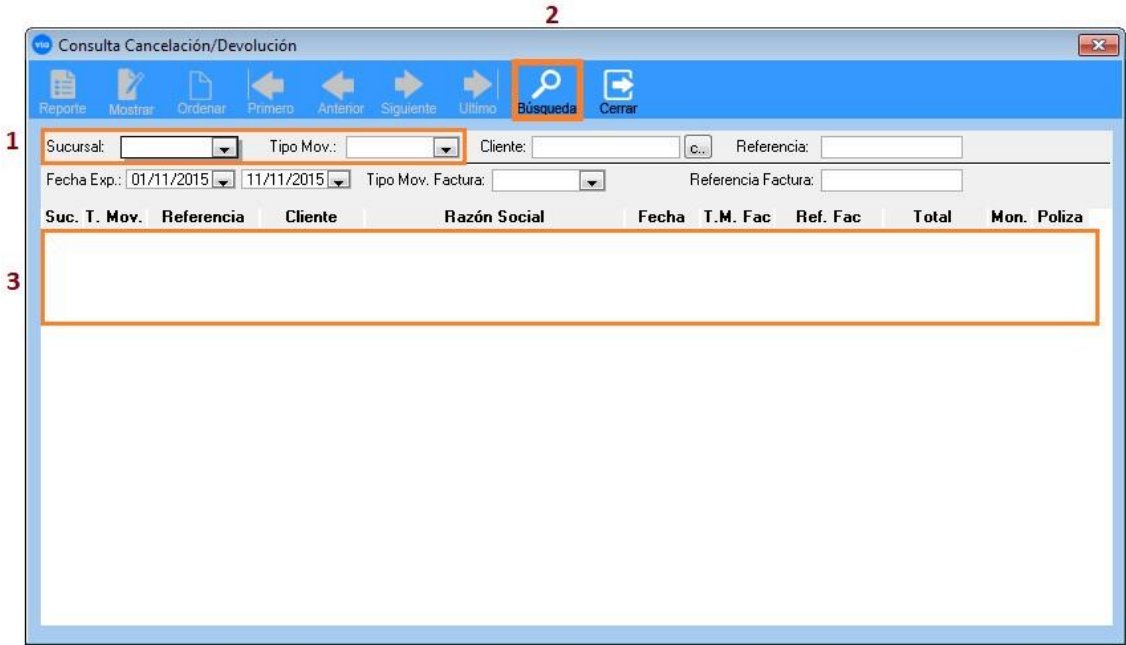 2
vio Consulta Cancelación/Devolución
Reporte Mostrar Ordenar Primero Anterior Siguiente Ultimo Búsqueda Cerrar
1
Sucursal: Tipo Mov.: Cliente: c.. Referencia:
Fecha Exp.: 01/11/2015 11/11/2015 Tipo Mov. Factura: Referencia Factura:
Suc. T. Mov. Referencia Cliente Razón Social Fecha T.M. Fac Ref. Fac Total Mon. Poliza
3